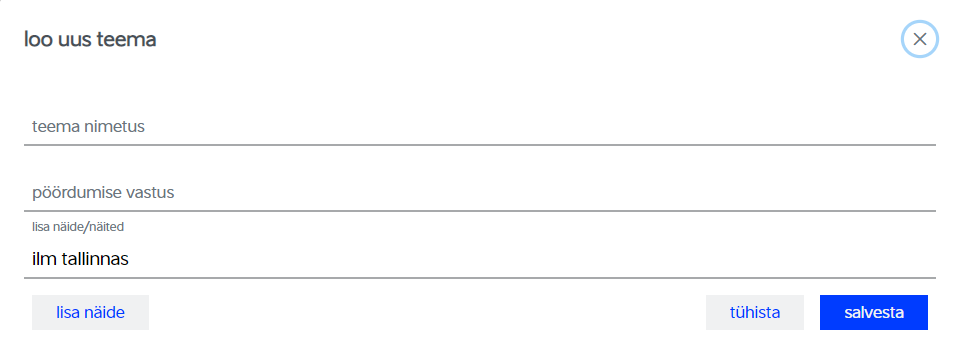 loo uus teema
teema nimetus
pöördumise vastus
lisa näide/näited
ilm tallinnas
lisa näide
tühista
salvesta